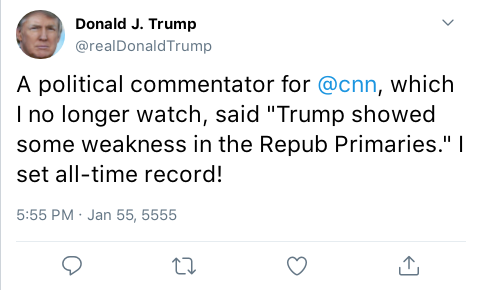 Donald J. Trump
@realDonaldTrump
A political commentator for @cnn, which
I no longer watch, said "Trump showed
some weakness in the Repub Primaries." I
set all-time record!
5:55 PM · Jan 55, 5555